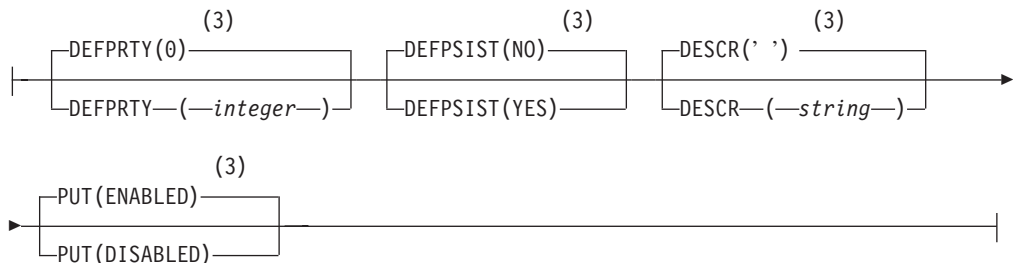 (3) (3) (3)
DEFPRTY(0) DEFPSIST(NO) DESCR(' ')
DEFPRTY ( integer ) DEFPSIST(YES) DESCR ( string )
(3)
PUT(ENABLED)
PUT(DISABLED)